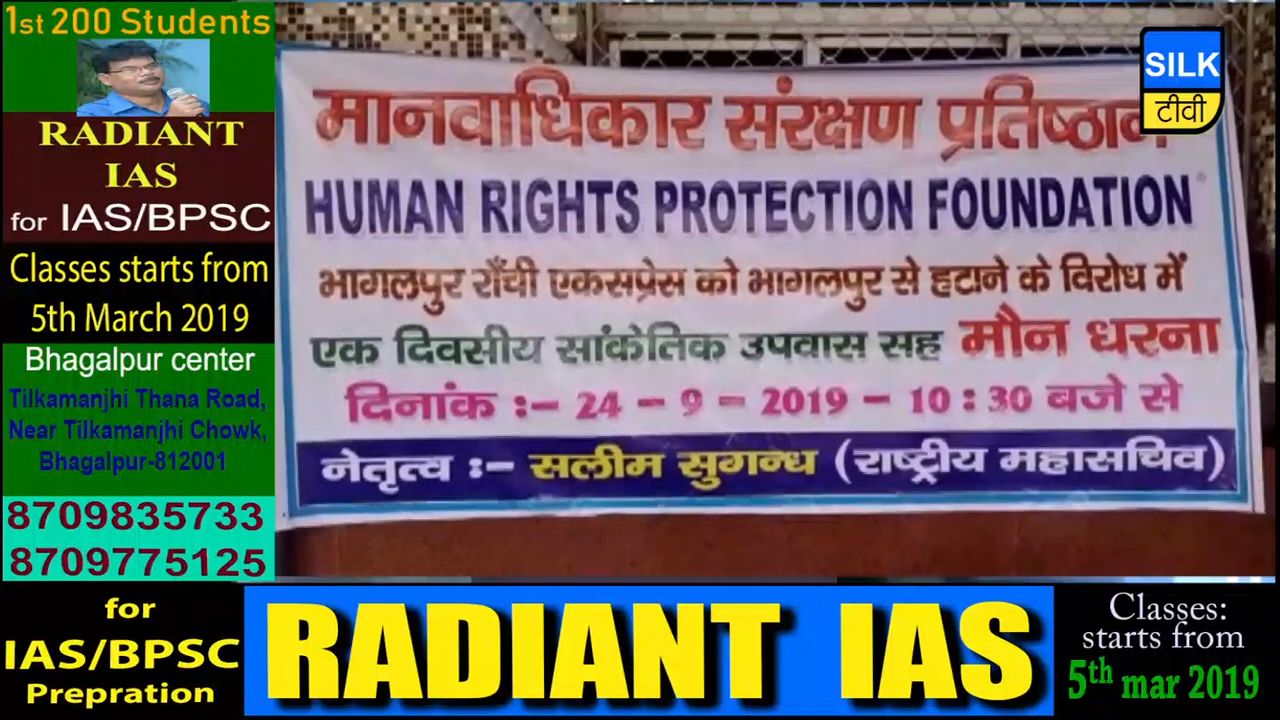 1st 200 Students
RADIANT
IAS
for IAS/BPSC
Classes starts from
5th March 2019
Bhagalpur center
Tilkamanjhi Thana Road,
Near Tilkamanjhi Chowk,
Bhagalpur-812001
8709835733
8709775125
for
IAS/BPSC
Prepration
SILK
टीवी
मानवाधिकार संरक्षण प्रतिष्ठान
HUMAN RIGHTS PROTECTION FOUNDATION
भागलपुर राँची एकसप्रेस को भागलपुर से हटाने के विरोध में
एक दिवसीय सांकेतिक उपवास सह मौन धरना
दिनांक :– 24 – 9 – 2019 – 10 : 30 बजे से
नेतृत्व :– सलीम सुगन्ध (राष्ट्रीय महासचिव)
RADIANT IAS
Classes:
starts from
5th mar 2019